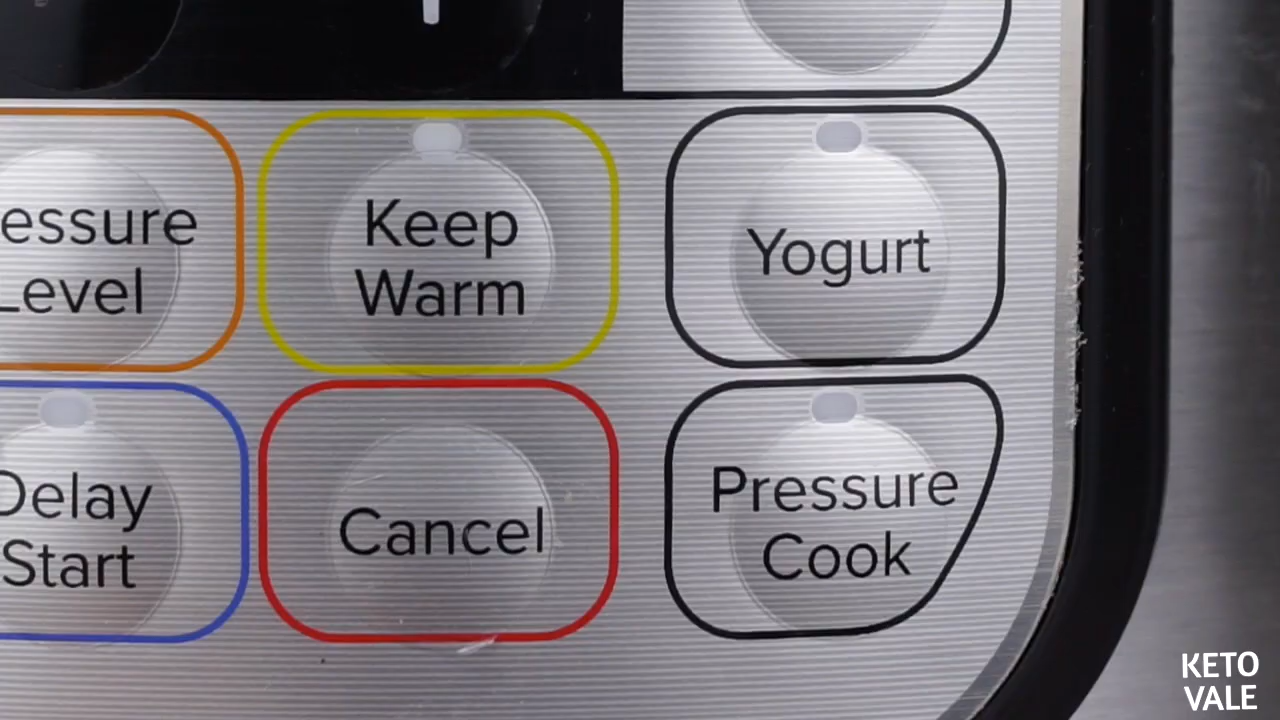 essure
Level
Keep
Warm
Yogurt
Delay
Start
Cancel
Pressure
Cook
KETO
VALE